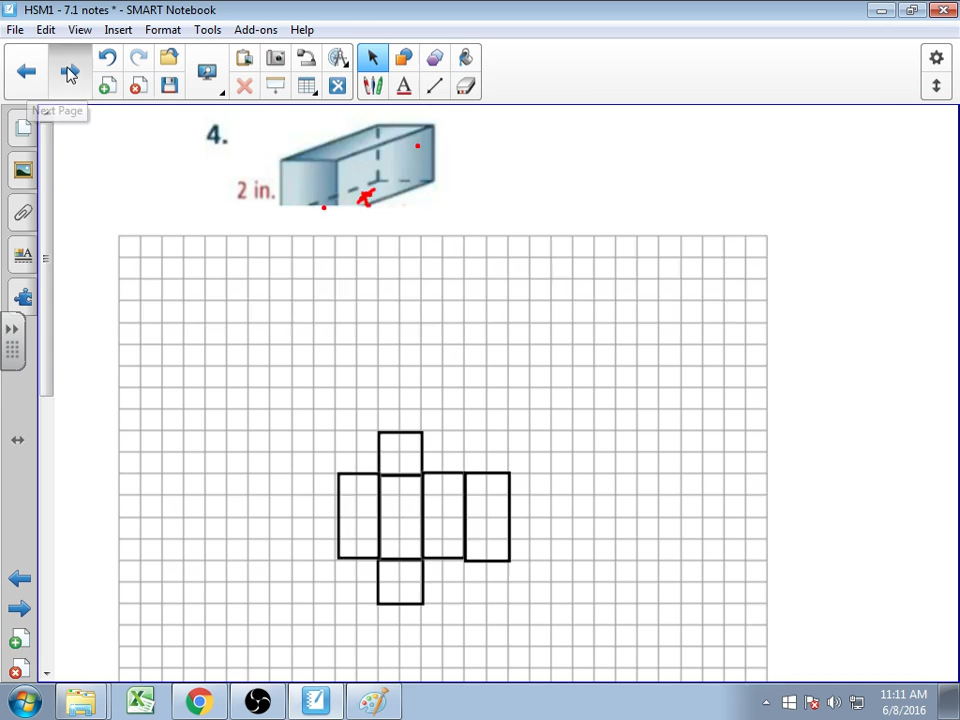 HSM1 - 7.1 notes * - SMART Notebook
File Edit View Insert Format Tools Add-ons Help
Next Page
4.
2 in.
11:11 AM
6/8/2016